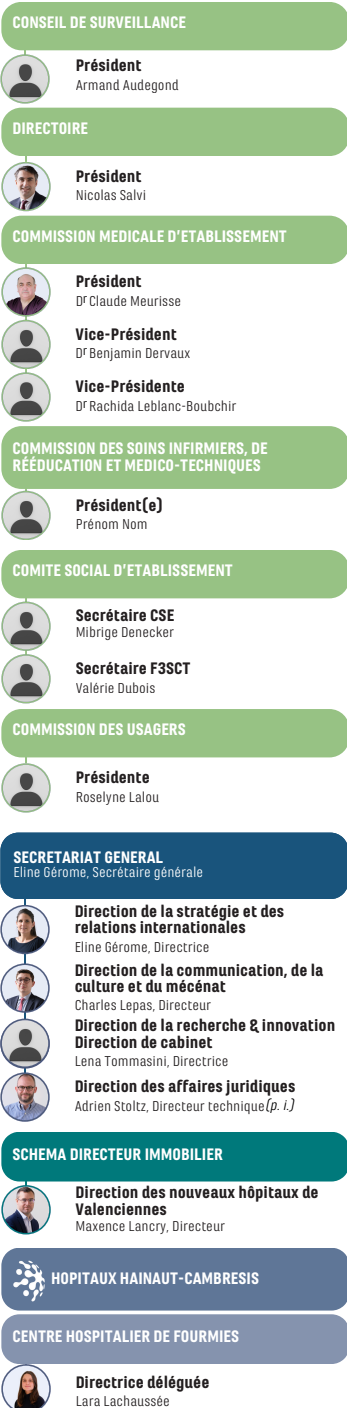 CONSEIL DE SURVEILLANCE
Président
Armand Audegond
DIRECTOIRE
Président
Nicolas Salvi
COMMISSION MEDICALE D'ETABLISSEMENT
Président
Dr Claude Meurisse
Vice-Président
Dr Benjamin Dervaux
Vice-Présidente
Dr Rachida Leblanc-Boubchir
COMMISSION DES SOINS INFIRMIERS, DE
RÉÉDUCATION ET MEDICO-TECHNIQUES
Président(e)
Prénom Nom
COMITE SOCIAL D'ETABLISSEMENT
Secrétaire CSE
Mibrige Denecker
Secrétaire F3SCT
Valérie Dubois
COMMISSION DES USAGERS
Présidente
Roselyne Lalou
SECRETARIAT GENERAL
Eline Gérome, Secrétaire générale
Direction de la stratégie et des
relations internationales
Eline Gérome, Directrice
Direction de la communication, de la
culture et du mécénat
Charles Lepas, Directeur
Direction de la recherche & innovation
Direction de cabinet
Lena Tommasini, Directrice
Direction des affaires juridiques
Adrien Stoltz, Directeur technique (p. i.)
SCHEMA DIRECTEUR IMMOBILIER
Direction des nouveaux hôpitaux de
Valenciennes
Maxence Lancry, Directeur
HOPITAUX HAINAUT-CAMBRESIS
CENTRE HOSPITALIER DE FOURMIES
Directrice déléguée
Lara Lachaussée